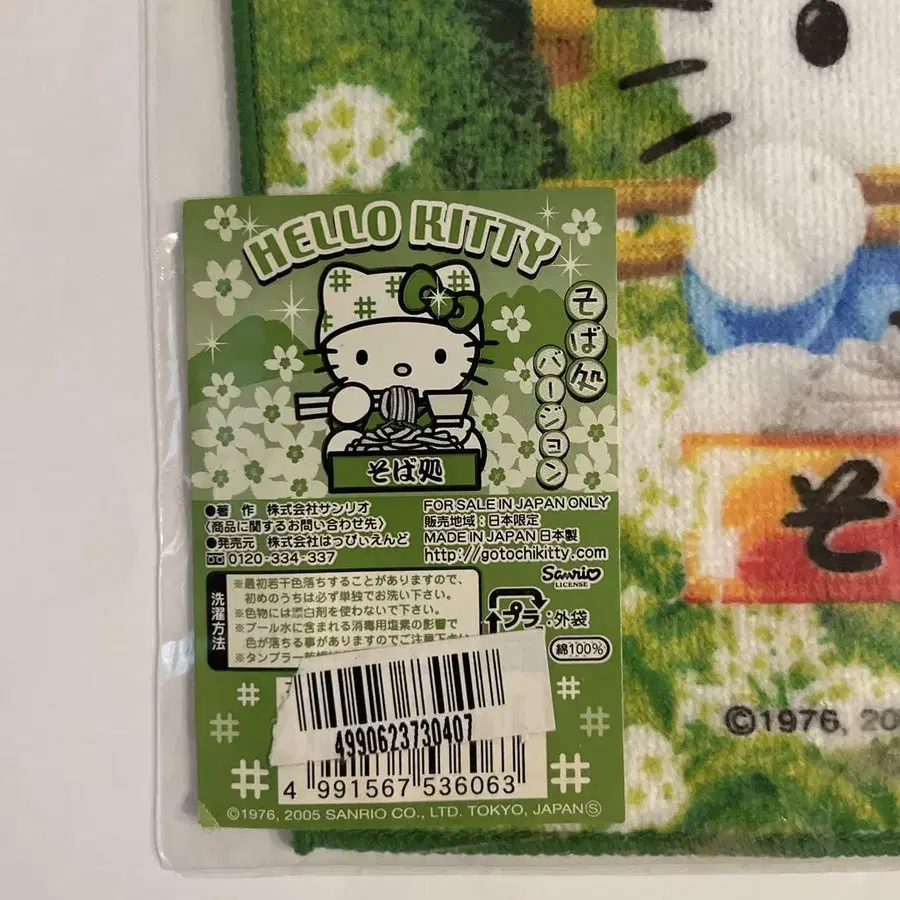 HELLO KITTY
そば処
バージョン
そば処
●著 作 株式会社サンリオ
〈商品に関するお問い合わせ先〉
●発売元 株式会社はっぴぃえんど
0120-334-337
FOR SALE IN JAPAN ONLY
販売地域:日本限定
MADE IN JAPAN 日本製
http://gotochikitty.com
Sanrio
LICENSE
洗濯方法
※最初若干色落ちすることがありますので、
初めのうちは必ず単独でお洗い下さい。
※色物には漂白剤を使わないで下さい。
※プール水に含まれる消毒用塩素の影響で
色が落ちる事がありますのでご注意下さい
※タンブラー
プラ:外袋
綿100%
4990623730407
4 991567 536063
©1976, 2005 SANRIO CO., LTD. TOKYO, JAPAN Ⓢ
そ
©1976, 200